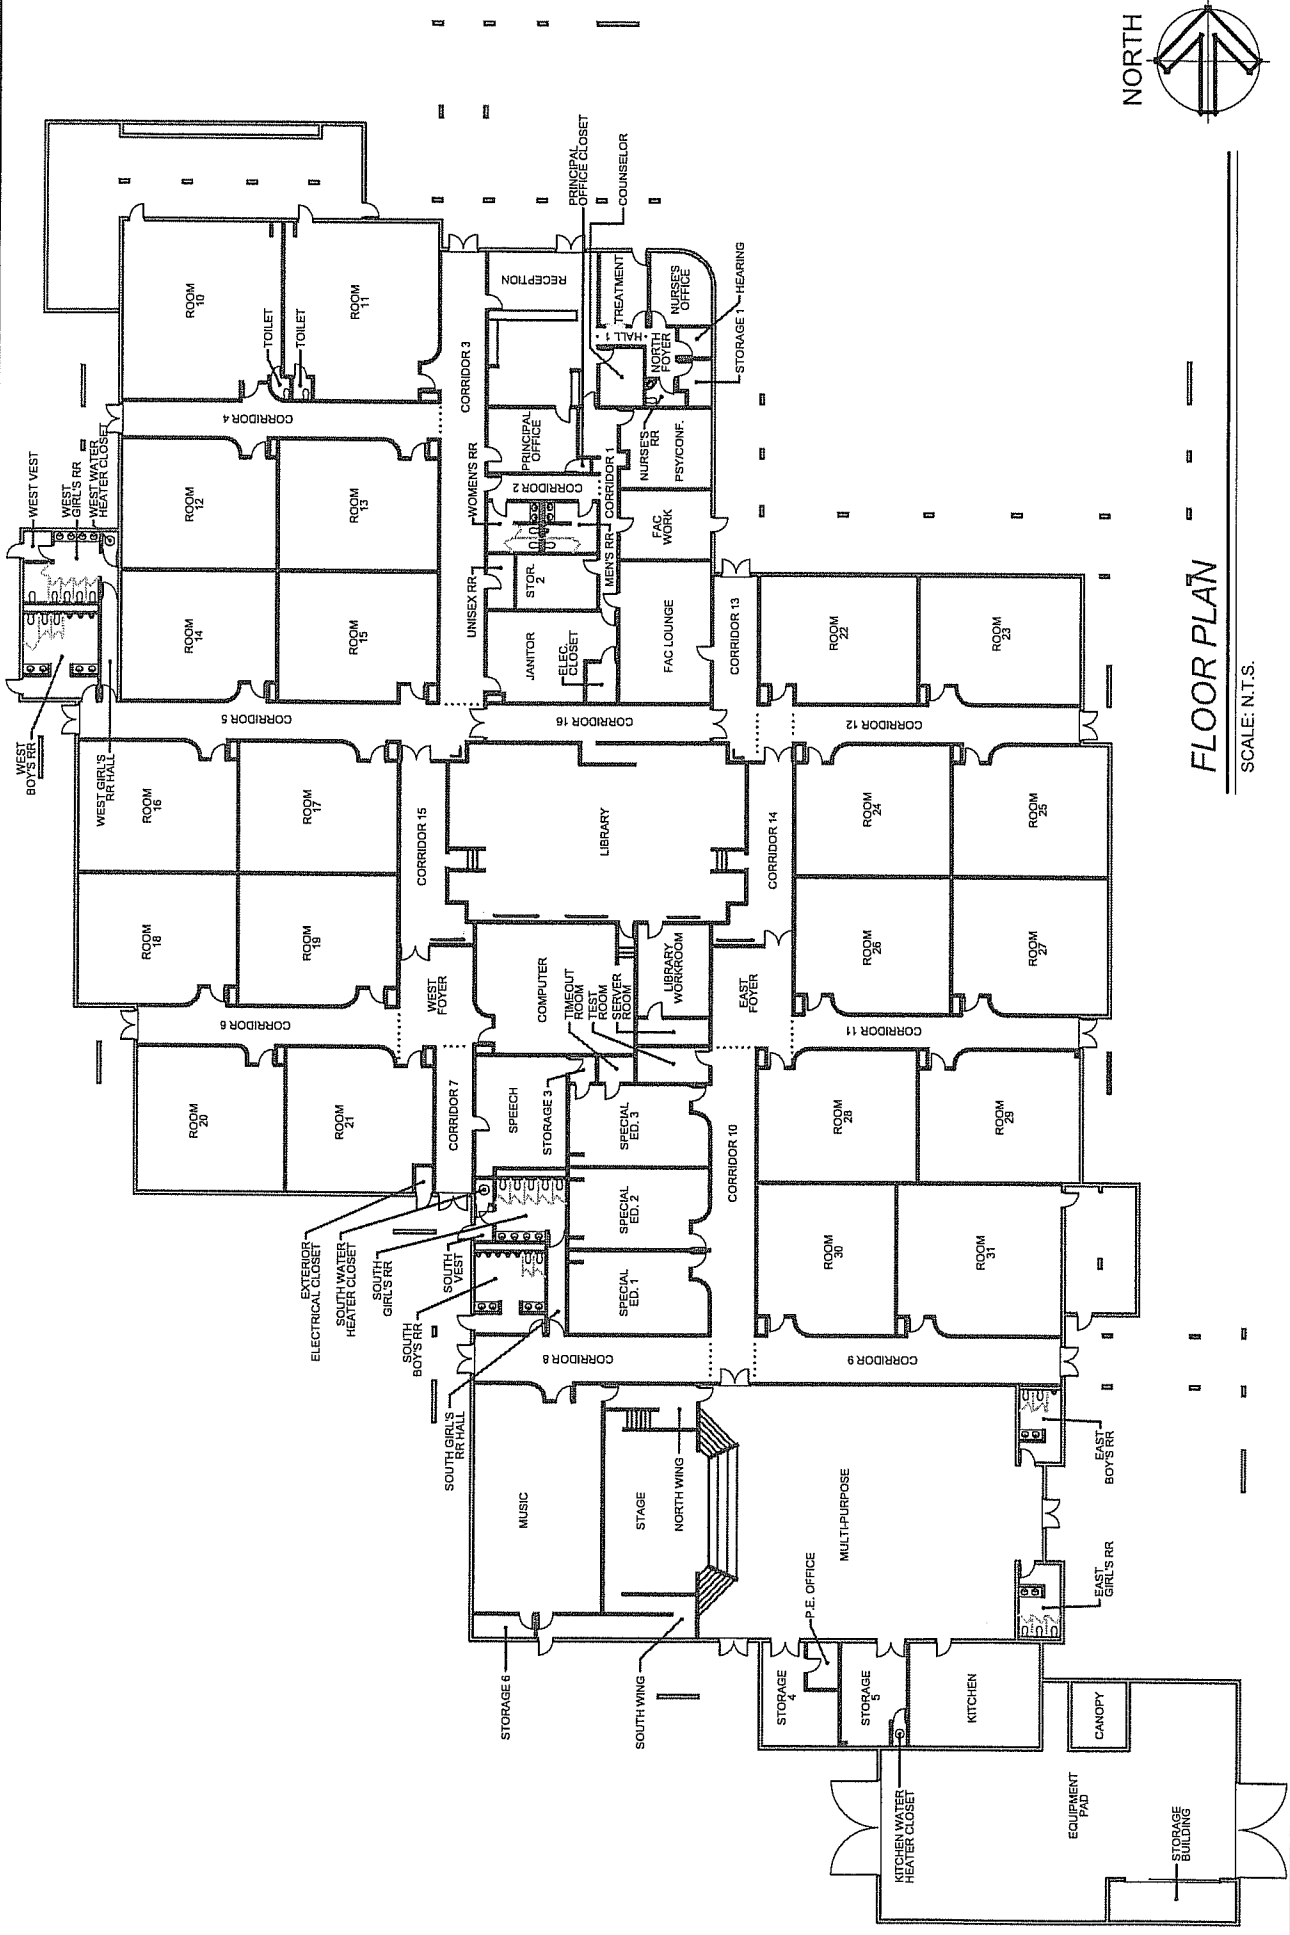 NORTH
FLOOR PLAN
SCALE: N.T.S.
ROOM
10
ROOM
11
TOILET
TOILET
CORRIDOR 4
CORRIDOR 3
RECEPTION
PRINCIPAL
OFFICE CLOSET
COUNSELOR
TREATMENT
NURSE'S
OFFICE
HALL 1
NORTH
FOYER
HEARING
STORAGE 1
NURSE'S
RR
PSY/CONF.
PRINCIPAL
OFFICE
WOMEN'S RR
CORRIDOR 2
CORRIDOR 1
MEN'S RR
FAC
WORK
UNISEX RR
STOR.
2
JANITOR
ELEC.
CLOSET
FAC LOUNGE
WEST VEST
WEST
GIRL'S RR
WEST WATER
HEATER CLOSET
ROOM
12
ROOM
13
ROOM
14
ROOM
15
WEST
BOY'S RR
WEST GIRL'S
RR HALL
CORRIDOR 5
CORRIDOR 16
CORRIDOR 13
CORRIDOR 12
ROOM
22
ROOM
23
ROOM
16
ROOM
17
CORRIDOR 15
LIBRARY
CORRIDOR 14
ROOM
24
ROOM
25
ROOM
18
ROOM
19
WEST
FOYER
COMPUTER
TIMEOUT
ROOM
TEST
ROOM
SERVER
ROOM
LIBRARY
WORKROOM
EAST
FOYER
ROOM
26
ROOM
27
CORRIDOR 6
CORRIDOR 11
ROOM
20
ROOM
21
CORRIDOR 7
SPEECH
STORAGE 3
SPECIAL
ED. 3
CORRIDOR 10
ROOM
28
ROOM
29
EXTERIOR
ELECTRICAL CLOSET
SOUTH WATER
HEATER CLOSET
SOUTH
GIRL'S RR
SOUTH
BOY'S RR
SOUTH
VEST
SOUTH GIRL'S
RR HALL
SPECIAL
ED. 2
SPECIAL
ED. 1
ROOM
30
ROOM
31
CORRIDOR 8
CORRIDOR 9
MUSIC
STAGE
NORTH WING
MULTI-PURPOSE
EAST
BOY'S RR
EAST
GIRL'S RR
P.E. OFFICE
STORAGE 6
SOUTH WING
STORAGE
4
STORAGE
5
KITCHEN
CANOPY
KITCHEN WATER
HEATER CLOSET
EQUIPMENT
PAD
STORAGE
BUILDING